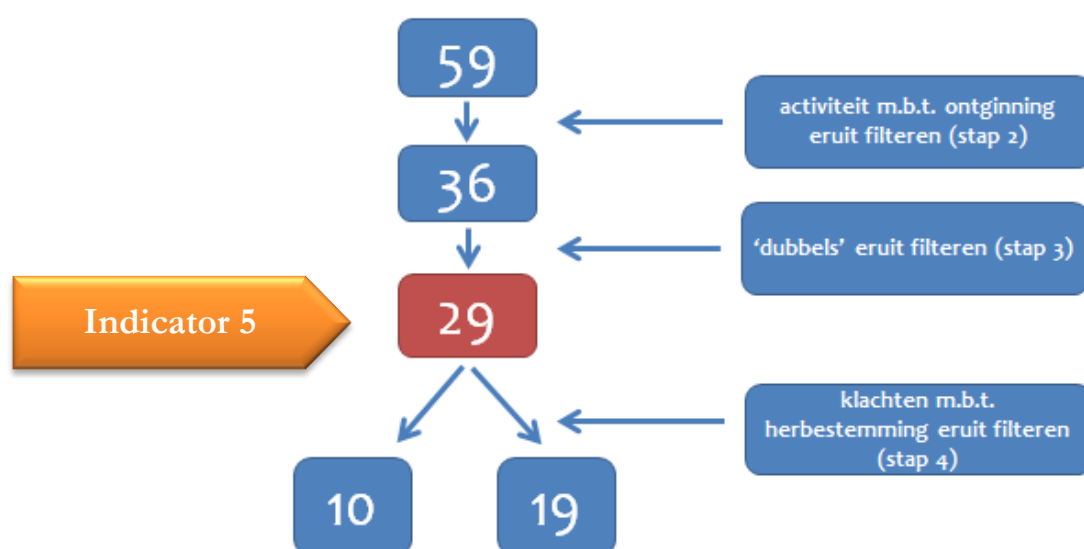 59
activiteit m.b.t. ontginning
eruit filteren (stap 2)
36
‘dubbels’ eruit filteren (stap 3)
Indicator 5
29
klachten m.b.t.
herbestemming eruit filteren
(stap 4)
10
19